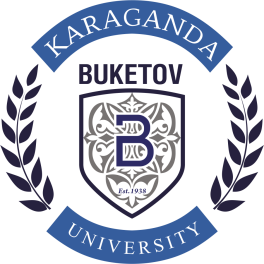 KARAGANDA
BUKETOV
B
Est. 1938
UNIVERSITY